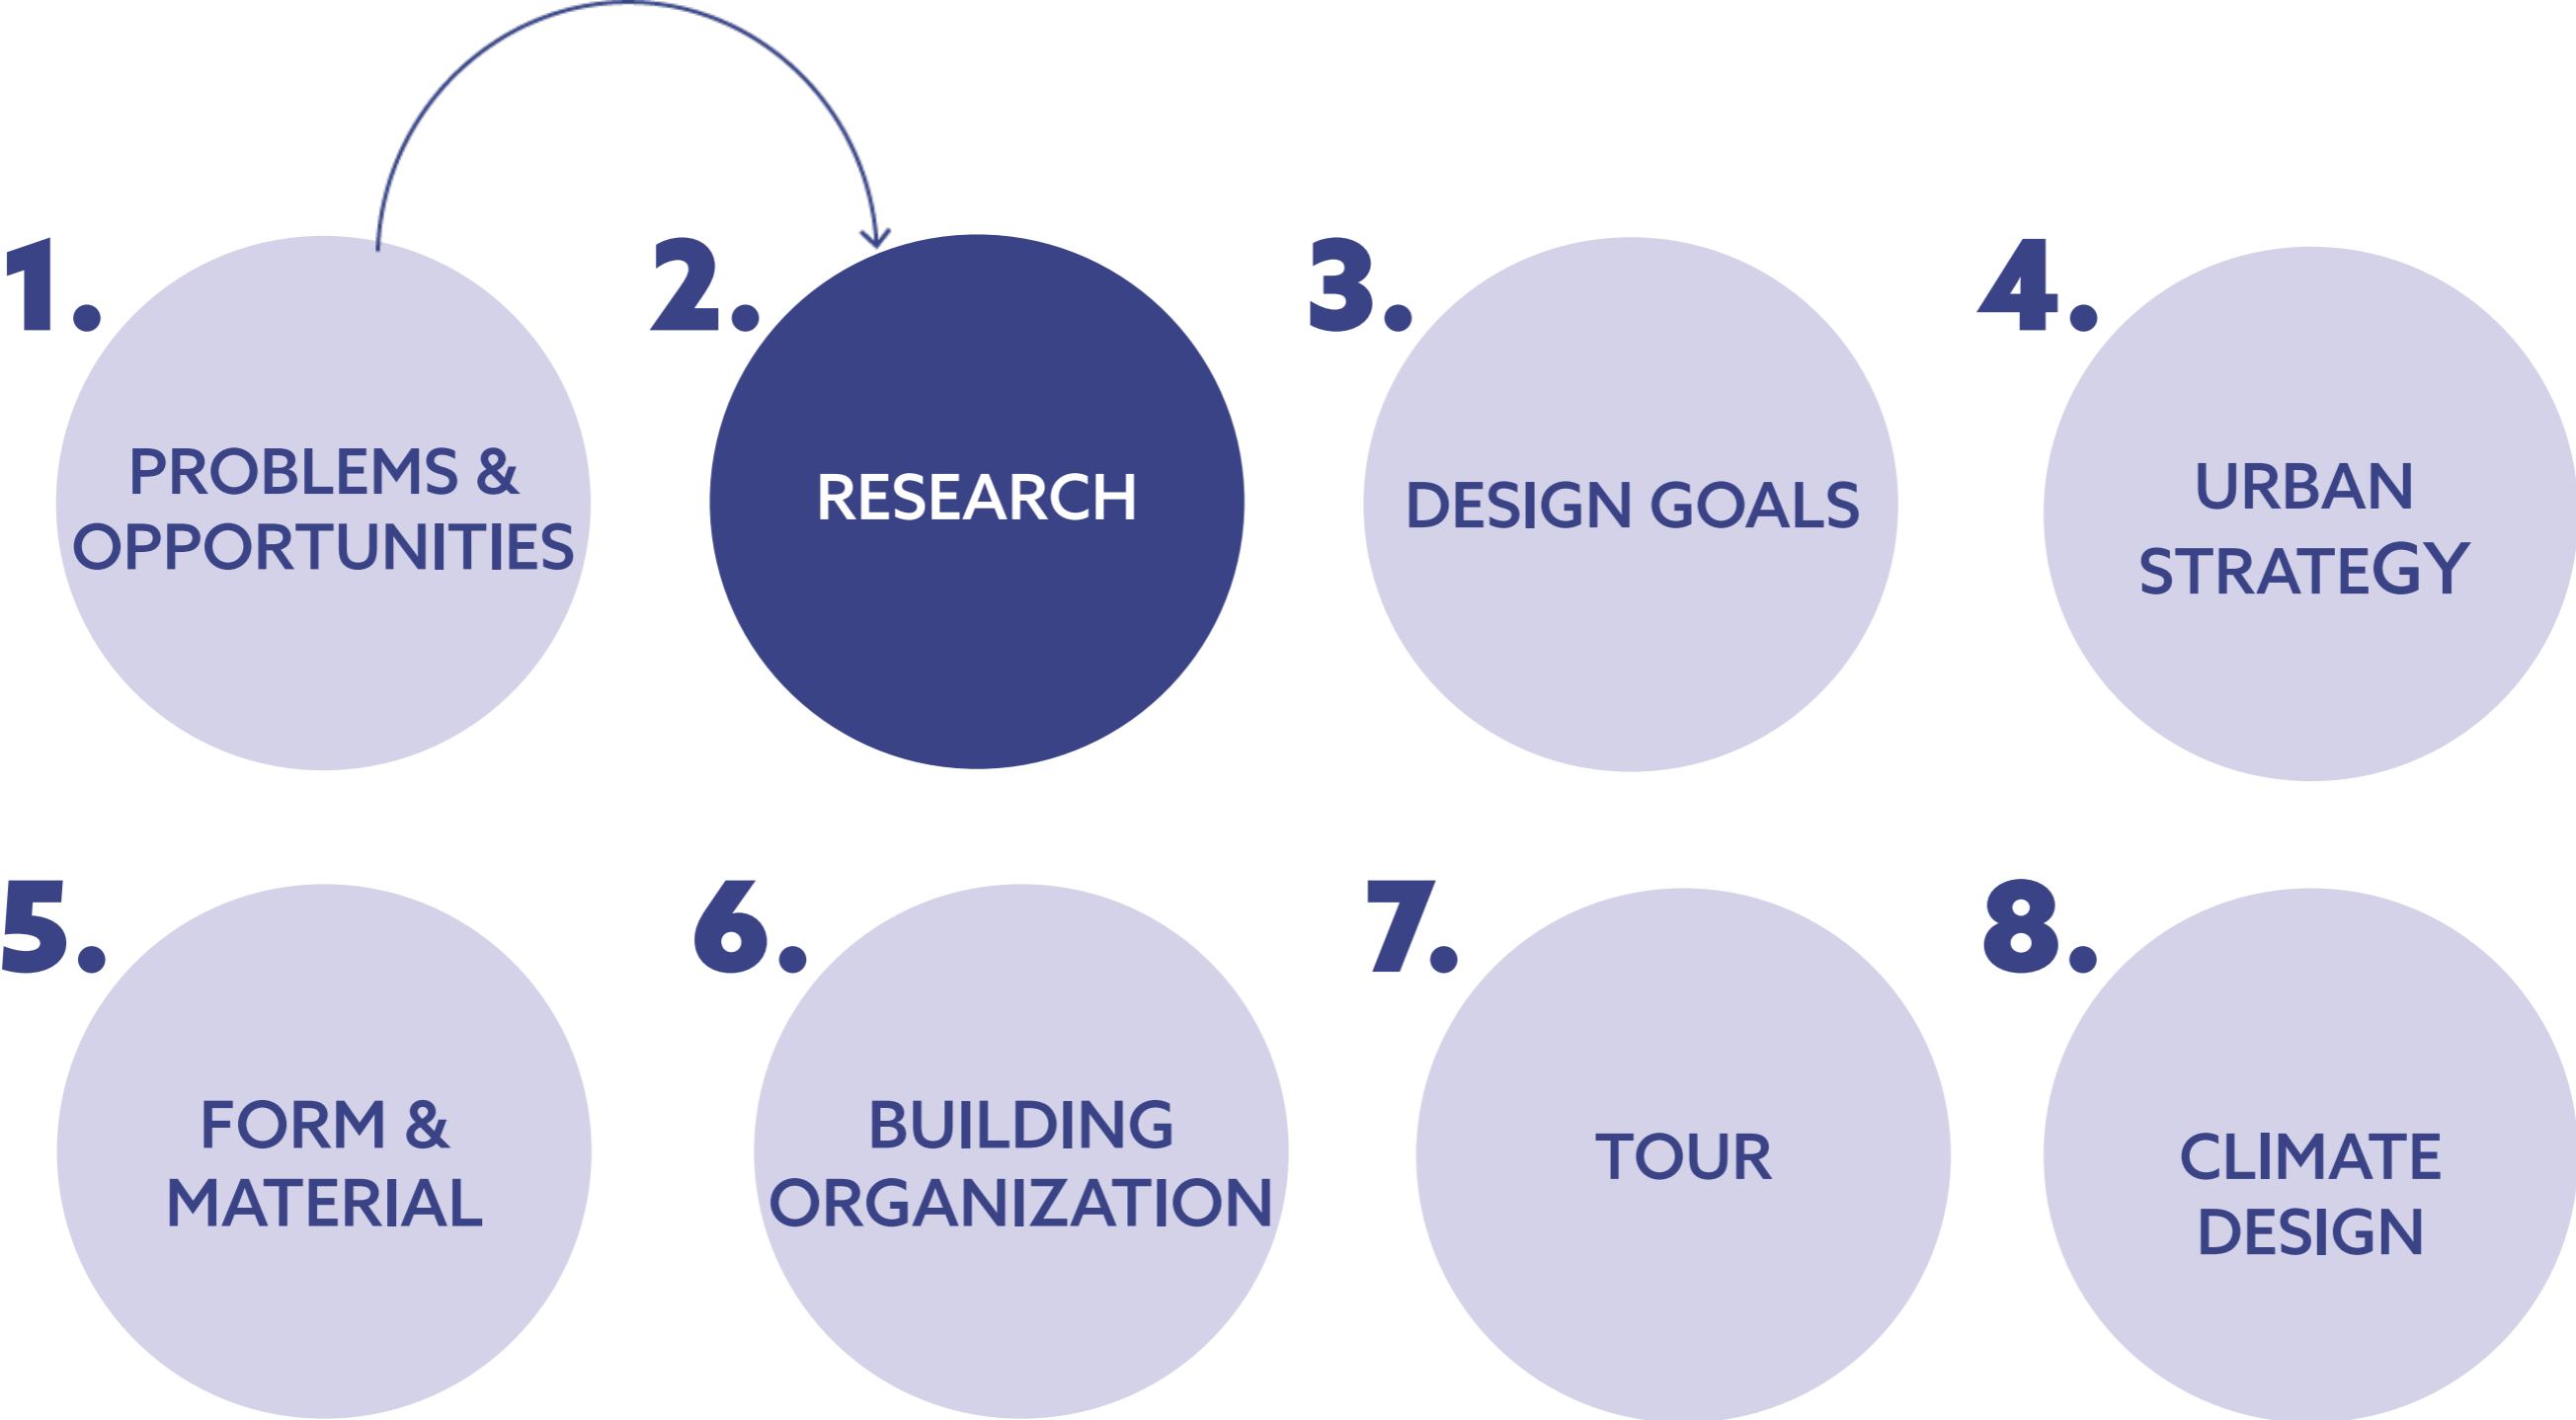 1.
PROBLEMS &
OPPORTUNITIES
2.
RESEARCH
3.
DESIGN GOALS
4.
URBAN
STRATEGY
5.
FORM &
MATERIAL
6.
BUILDING
ORGANIZATION
7.
TOUR
8.
CLIMATE
DESIGN